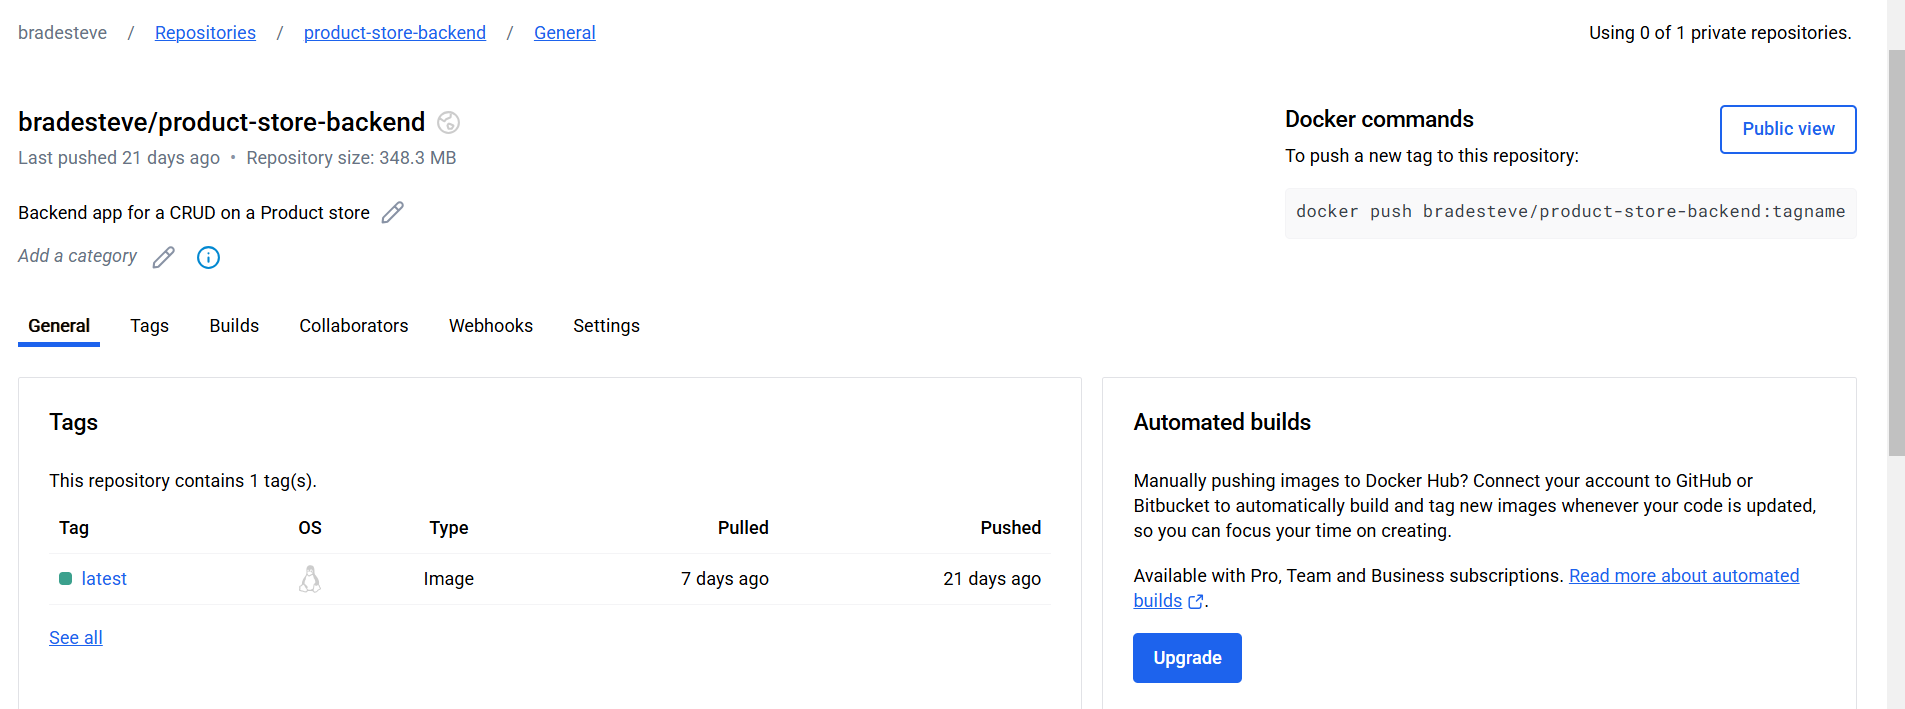 bradesteve / Repositories / product-store-backend / General
Using 0 of 1 private repositories.
bradesteve/product-store-backend
Last pushed 21 days ago • Repository size: 348.3 MB
Backend app for a CRUD on a Product store
Add a category
Docker commands
Public view
To push a new tag to this repository:
docker push bradesteve/product-store-backend:tagname
General Tags Builds Collaborators Webhooks Settings
Tags
This repository contains 1 tag(s).
Tag OS Type Pulled Pushed
latest Image 7 days ago 21 days ago
See all
Automated builds
Manually pushing images to Docker Hub? Connect your account to GitHub or
Bitbucket to automatically build and tag new images whenever your code is updated,
so you can focus your time on creating.
Available with Pro, Team and Business subscriptions. Read more about automated
builds.
Upgrade